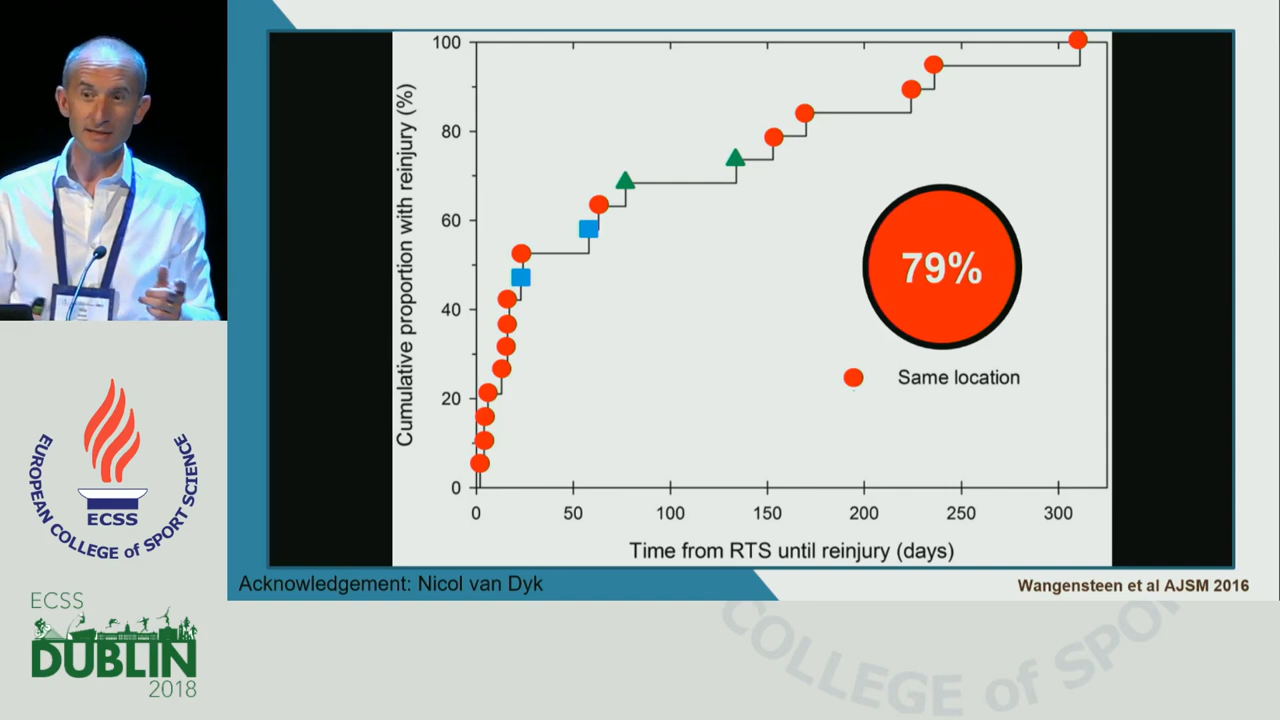 100
80
60
40
20
0
Cumulative proportion with reinjury (%)
79%
Same location
0 50 100 150 200 250 300
Time from RTS until reinjury (days)
Acknowledgement: Nicol van Dyk
Wangensteen et al AJSM 2016
EUROPEAN COLLEGE of SPORT SCIENCE
ECSS
ECSS
DUBLIN
2018
COLLEGE of SPOR